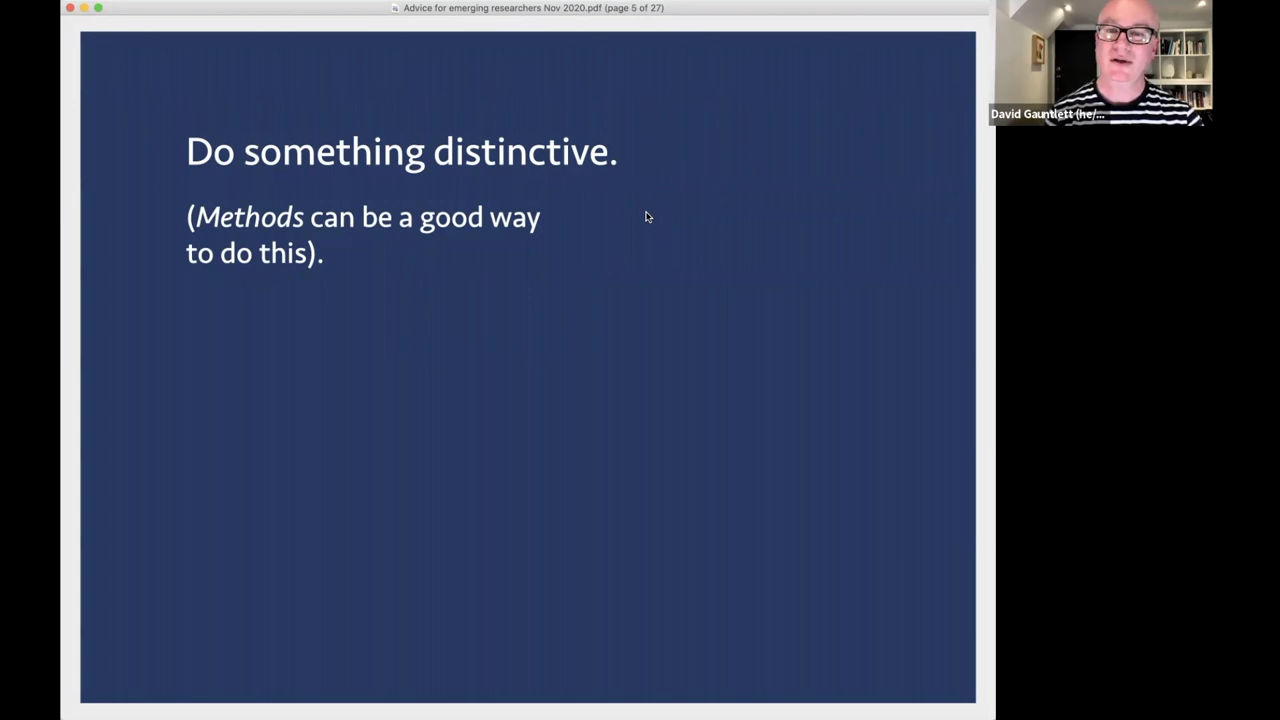 Advice for emerging researchers Nov 2020.pdf (page 5 of 27)
Do something distinctive.
(Methods can be a good way
to do this).
David Gauntlett (he/...